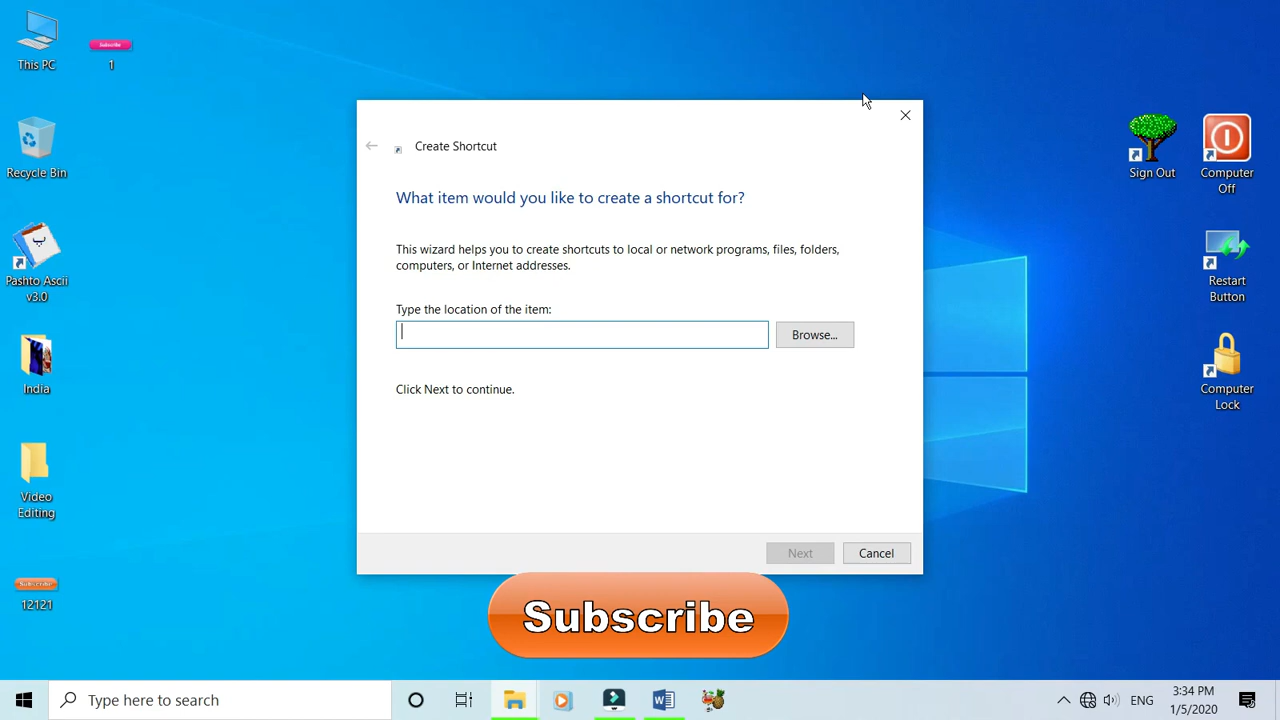 This PC
Subscribe
1
Recycle Bin
Pashto Ascii
v3.0
India
Video
Editing
Subscribe
12121
Create Shortcut
What item would you like to create a shortcut for?
This wizard helps you to create shortcuts to local or network programs, files, folders,
computers, or Internet addresses.
Type the location of the item:
Browse...
Click Next to continue.
Next
Cancel
Subscribe
Sign Out
Computer
Off
Restart
Button
Computer
Lock
Type here to search
ENG
3:34 PM
1/5/2020